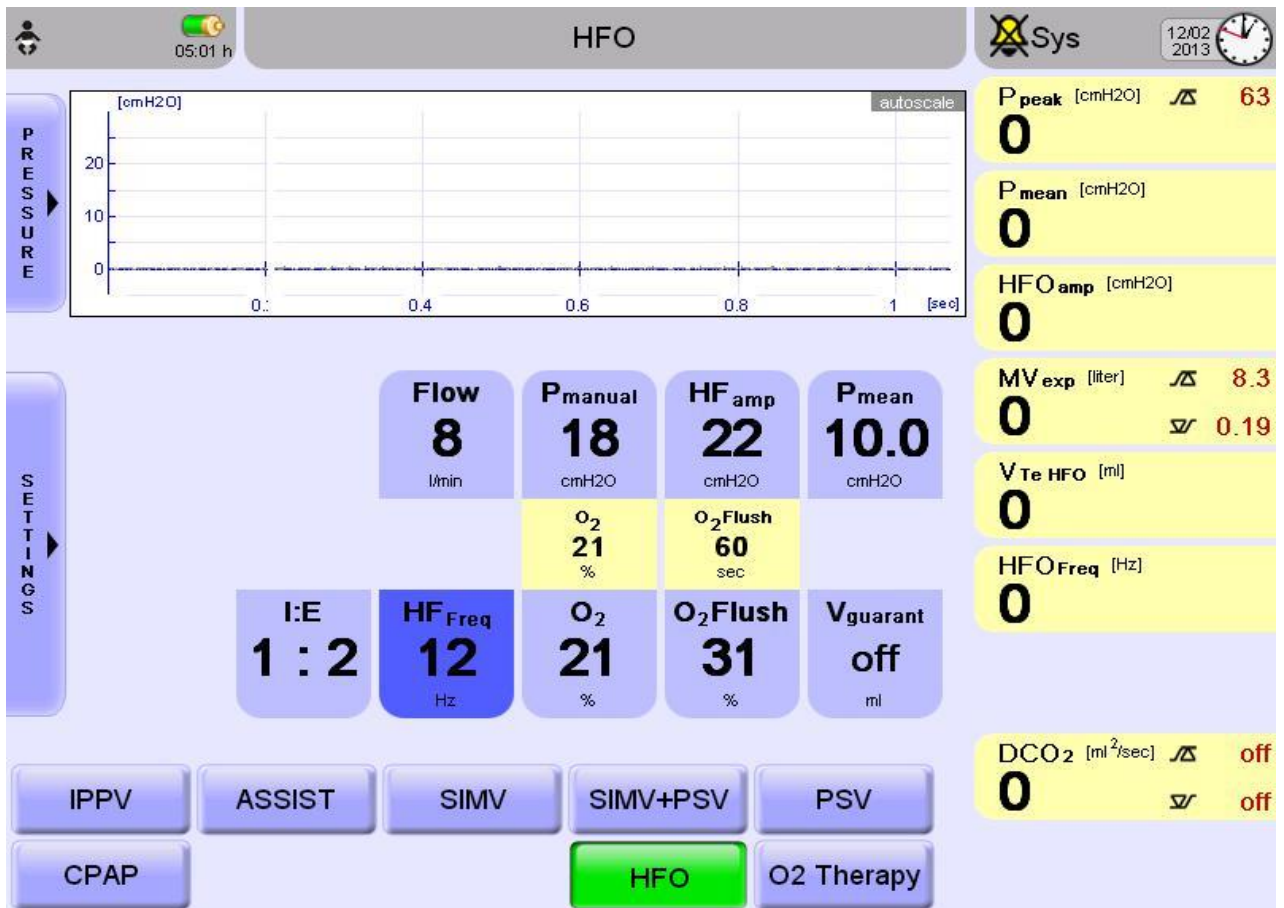 05:01 h
HFO
Sys
12/02
2013
PRESSURE
[cmH2O]
autoscale
20
10
0
0.:
0.4
0.6
0.8
1
[sec]
SETTINGS
Flow
8
l/min
Pmanual
18
cmH2O
HFamp
22
cmH2O
Pmean
10.0
cmH2O
O2
21
%
O2Flush
60
sec
I:E
1 : 2
HFFreq
12
Hz
O2
21
%
O2Flush
31
%
Vguarant
off
ml
IPPV
ASSIST
SIMV
SIMV+PSV
PSV
CPAP
HFO
O2 Therapy
Ppeak [cmH2O] 63
0
Pmean [cmH2O]
0
HFOamp [cmH2O]
0
MVexp [liter] 8.3
0 0.19
VTe HFO [ml]
0
HFOFreq [Hz]
0
DCO2 [ml2/sec] off
0 off